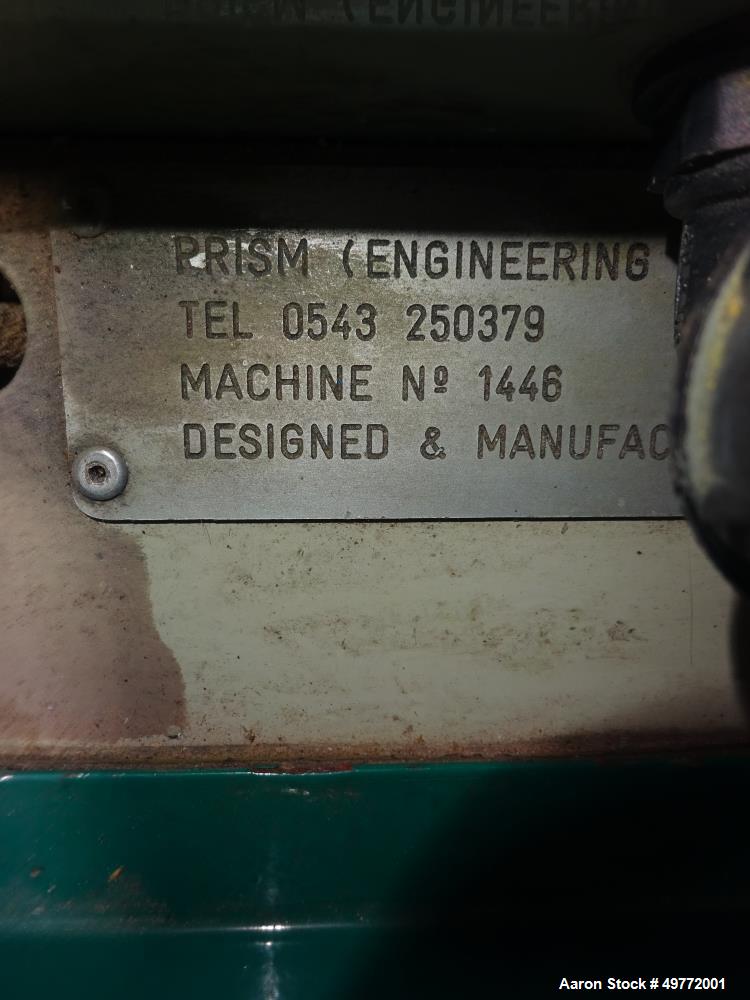 PRISM (ENGINEERING
TEL 0543 250379
MACHINE Nº 1446
DESIGNED & MANUFAC
Aaron Stock # 49772001